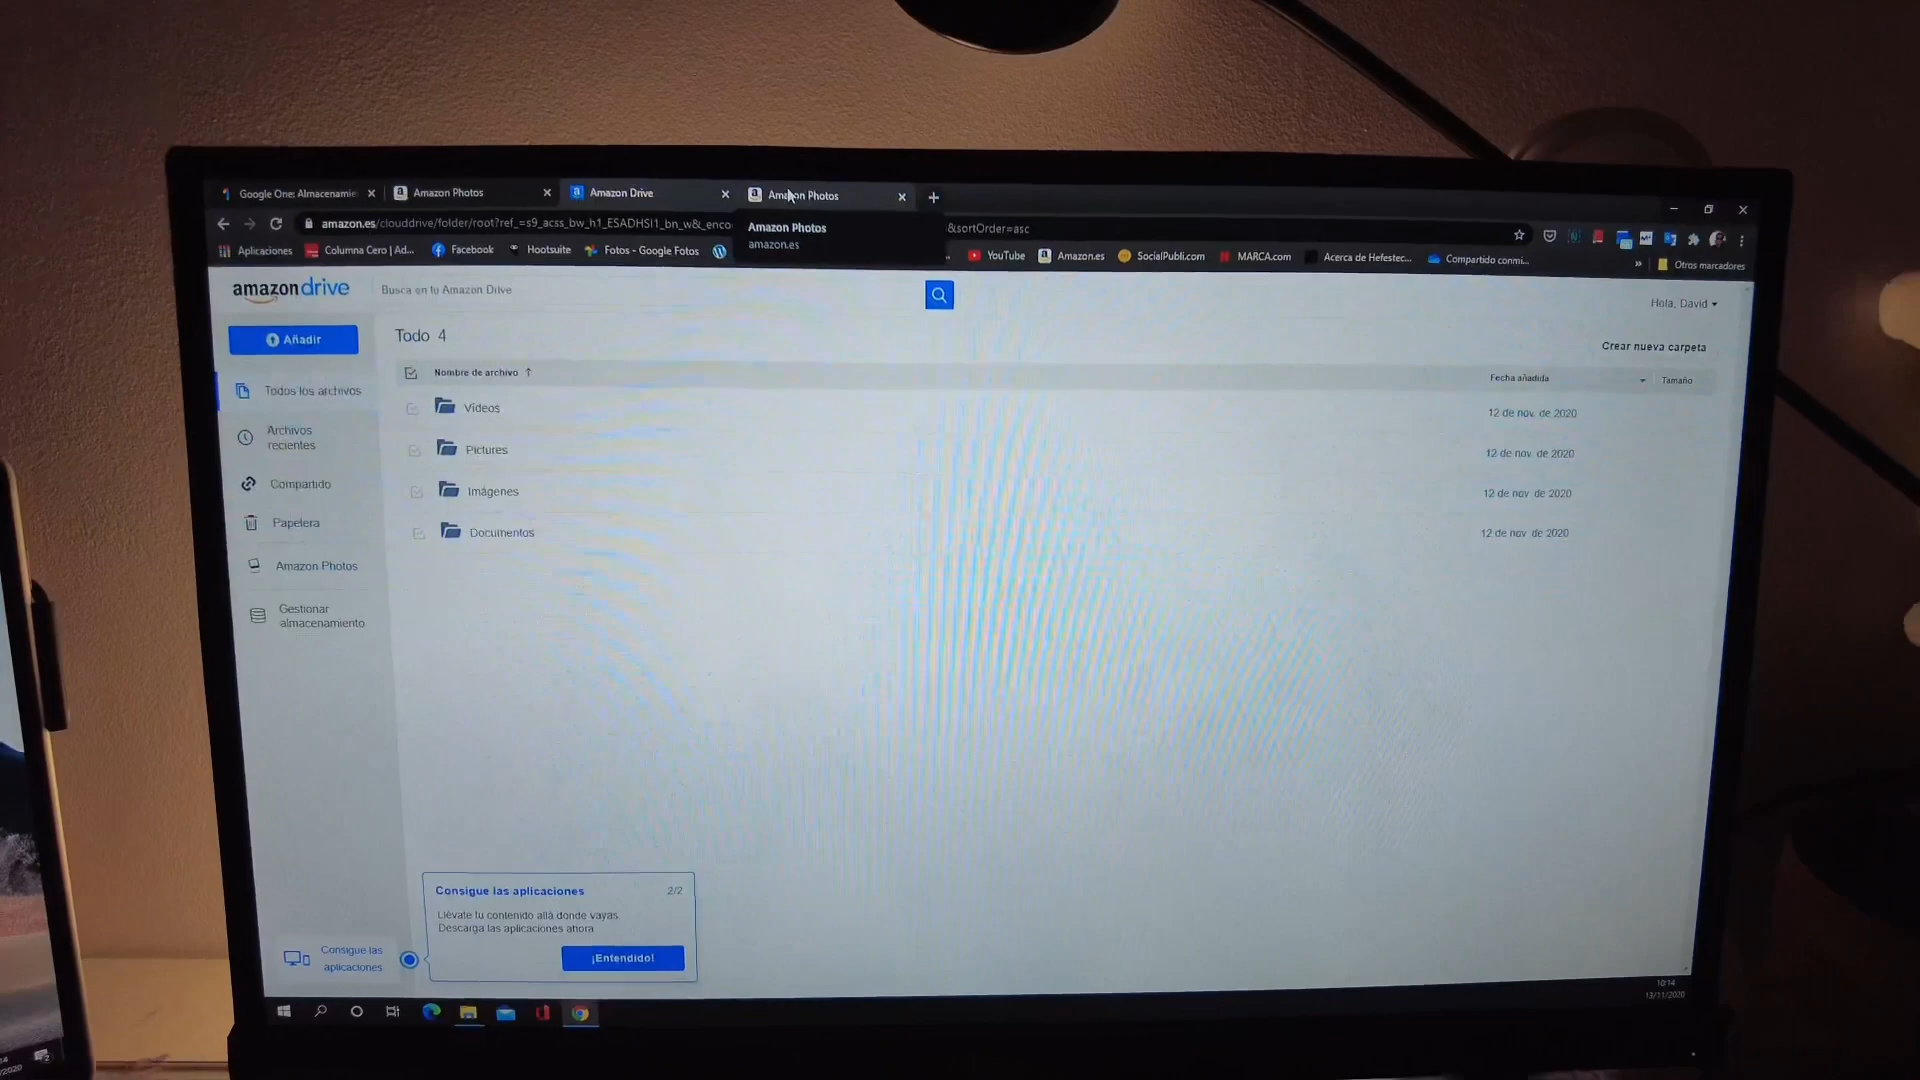 Google One: Almacenamie
Amazon Photos
Amazon Drive
Amazon Photos
amazon.es/clouddrive/folder/root?ref_=s9_acss_bw_h1_ESADHSI1_bn_w&_enco
&sortOrder=asc
Amazon Photos
amazon.es
Aplicaciones
Columna Cero | Ad...
Facebook
Hootsuite
Fotos - Google Fotos
YouTube
Amazon.es
SocialPubli.com
MARCA.com
Acerca de Hefestec...
Compartido conmi...
»
Otros marcadores
amazon drive
Busca en tu Amazon Drive
Hola, David
Añadir
Todo 4
Crear nueva carpeta
Nombre de archivo ↑
Fecha añadida
Tamaño
Todos los archivos
Archivos
recientes
Compartido
Papelera
Amazon Photos
Gestionar
almacenamiento
Vídeos
12 de nov. de 2020
Pictures
12 de nov. de 2020
Imágenes
12 de nov. de 2020
Documentos
12 de nov. de 2020
Consigue las aplicaciones
2/2
Llévate tu contenido allá donde vayas.
Descarga las aplicaciones ahora
¡Entendido!
Consigue las
aplicaciones
10:14
13/11/2020